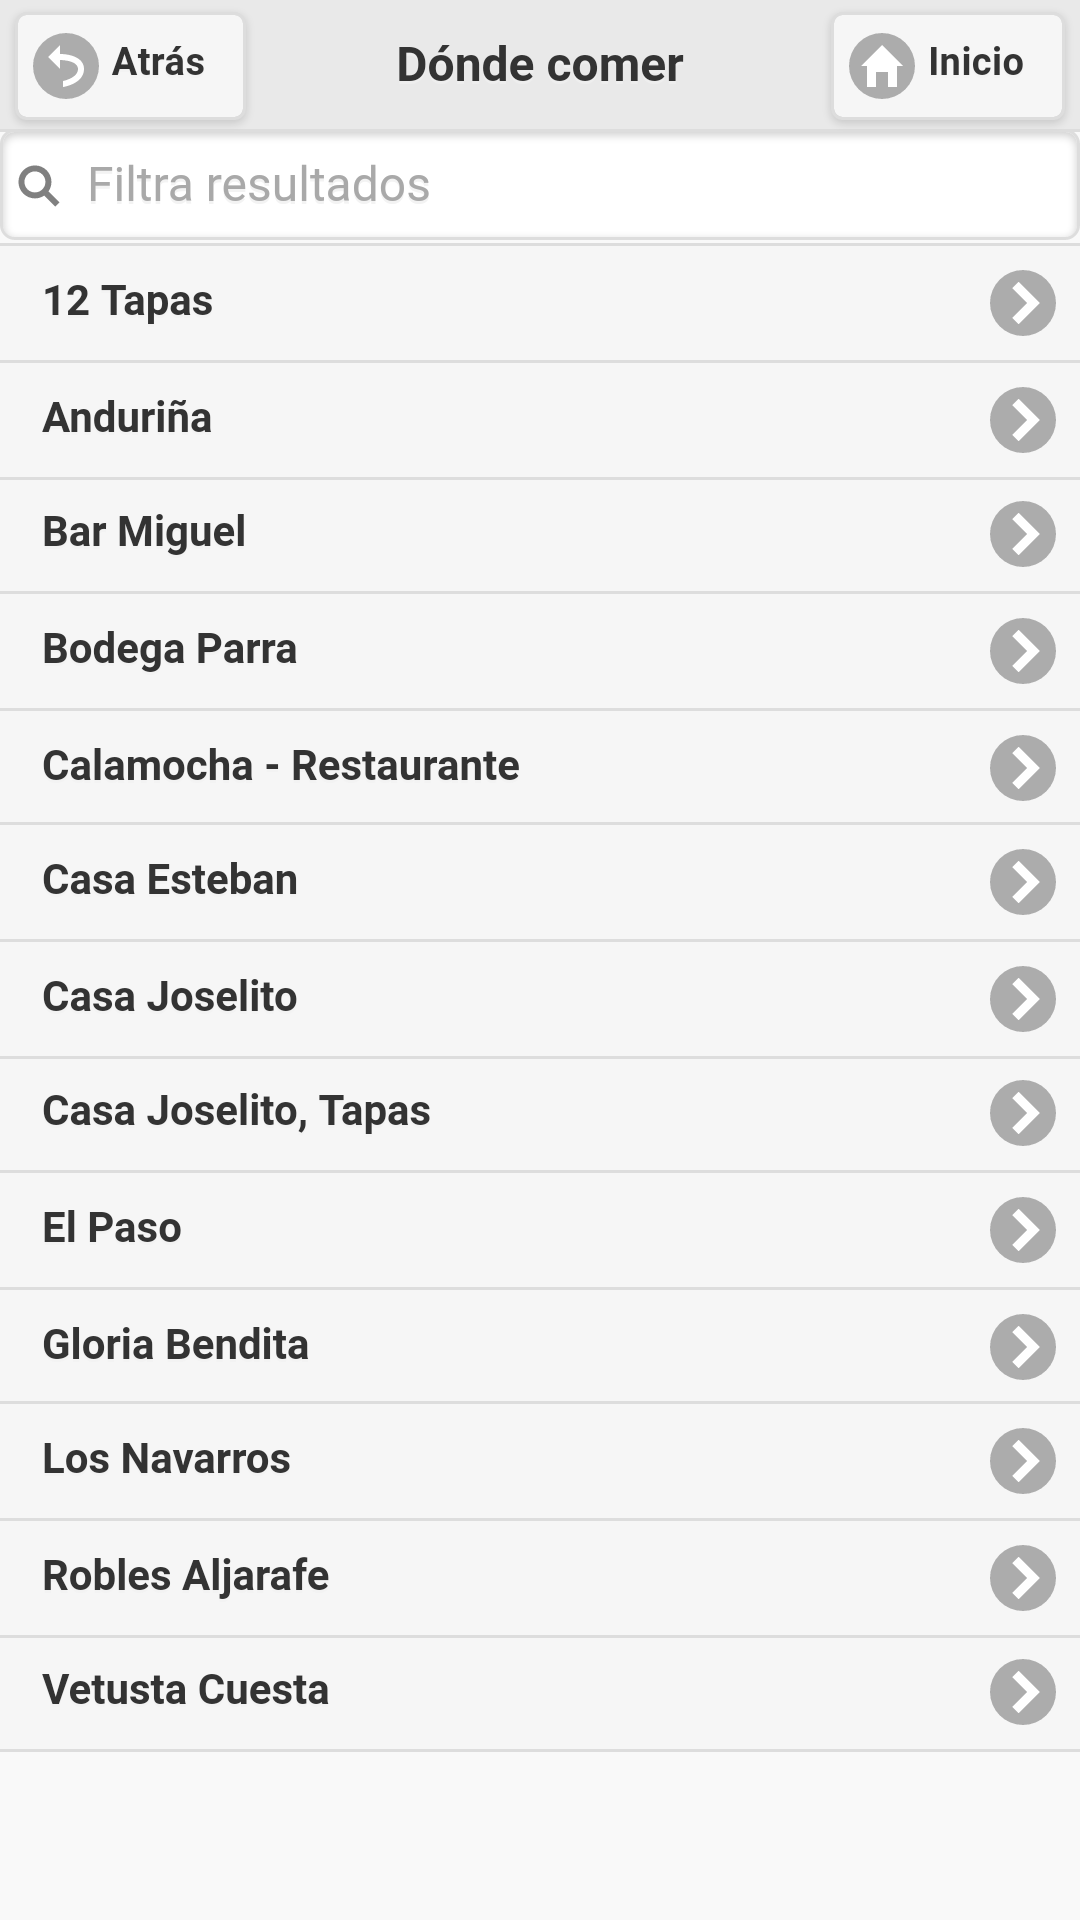 Atrás
Dónde comer
Inicio
Filtra resultados
12 Tapas
Anduriña
Bar Miguel
Bodega Parra
Calamocha - Restaurante
Casa Esteban
Casa Joselito
Casa Joselito, Tapas
El Paso
Gloria Bendita
Los Navarros
Robles Aljarafe
Vetusta Cuesta